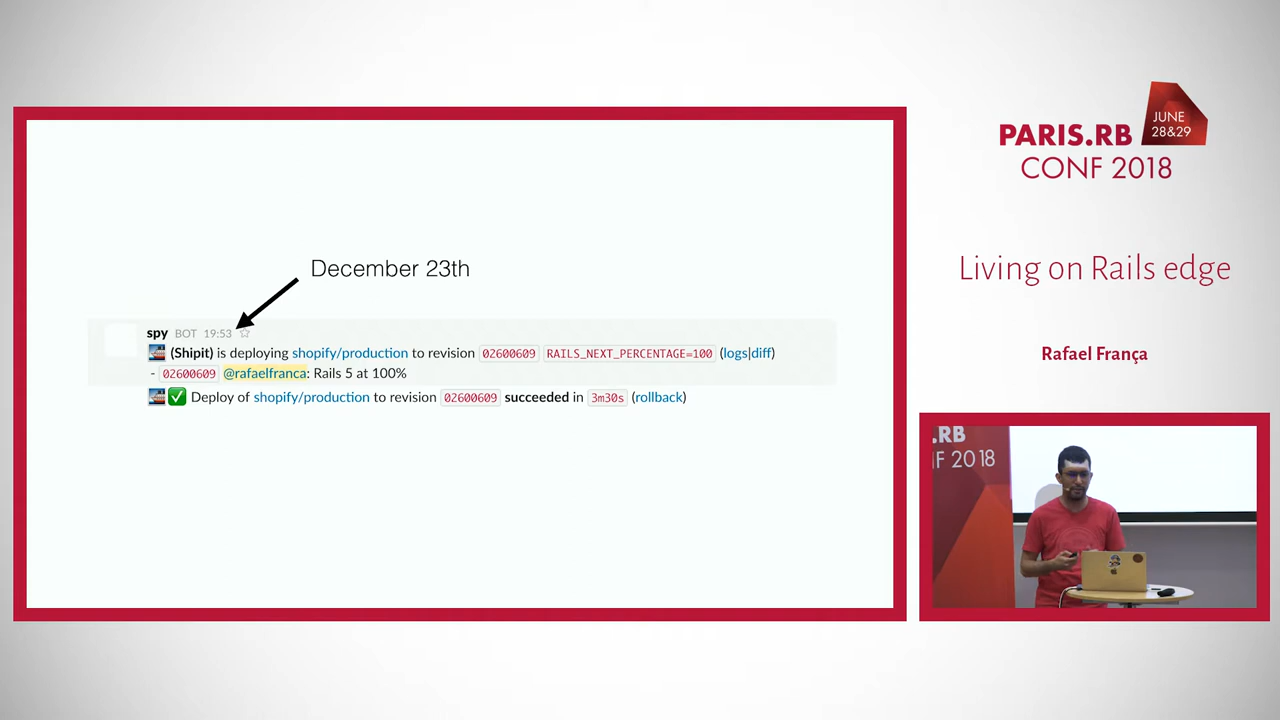 December 23th
spy BOT 19:53
(Shipit) is deploying shopify/production to revision 02600609 RAILS_NEXT_PERCENTAGE=100 (logs|diff)
- 02600609 @rafaelfranca: Rails 5 at 100%
Deploy of shopify/production to revision 02600609 succeeded in 3m30s (rollback)
JUNE
28&29
PARIS.RB
CONF 2018
Living on Rails edge
Rafael França
.RB
F 2018